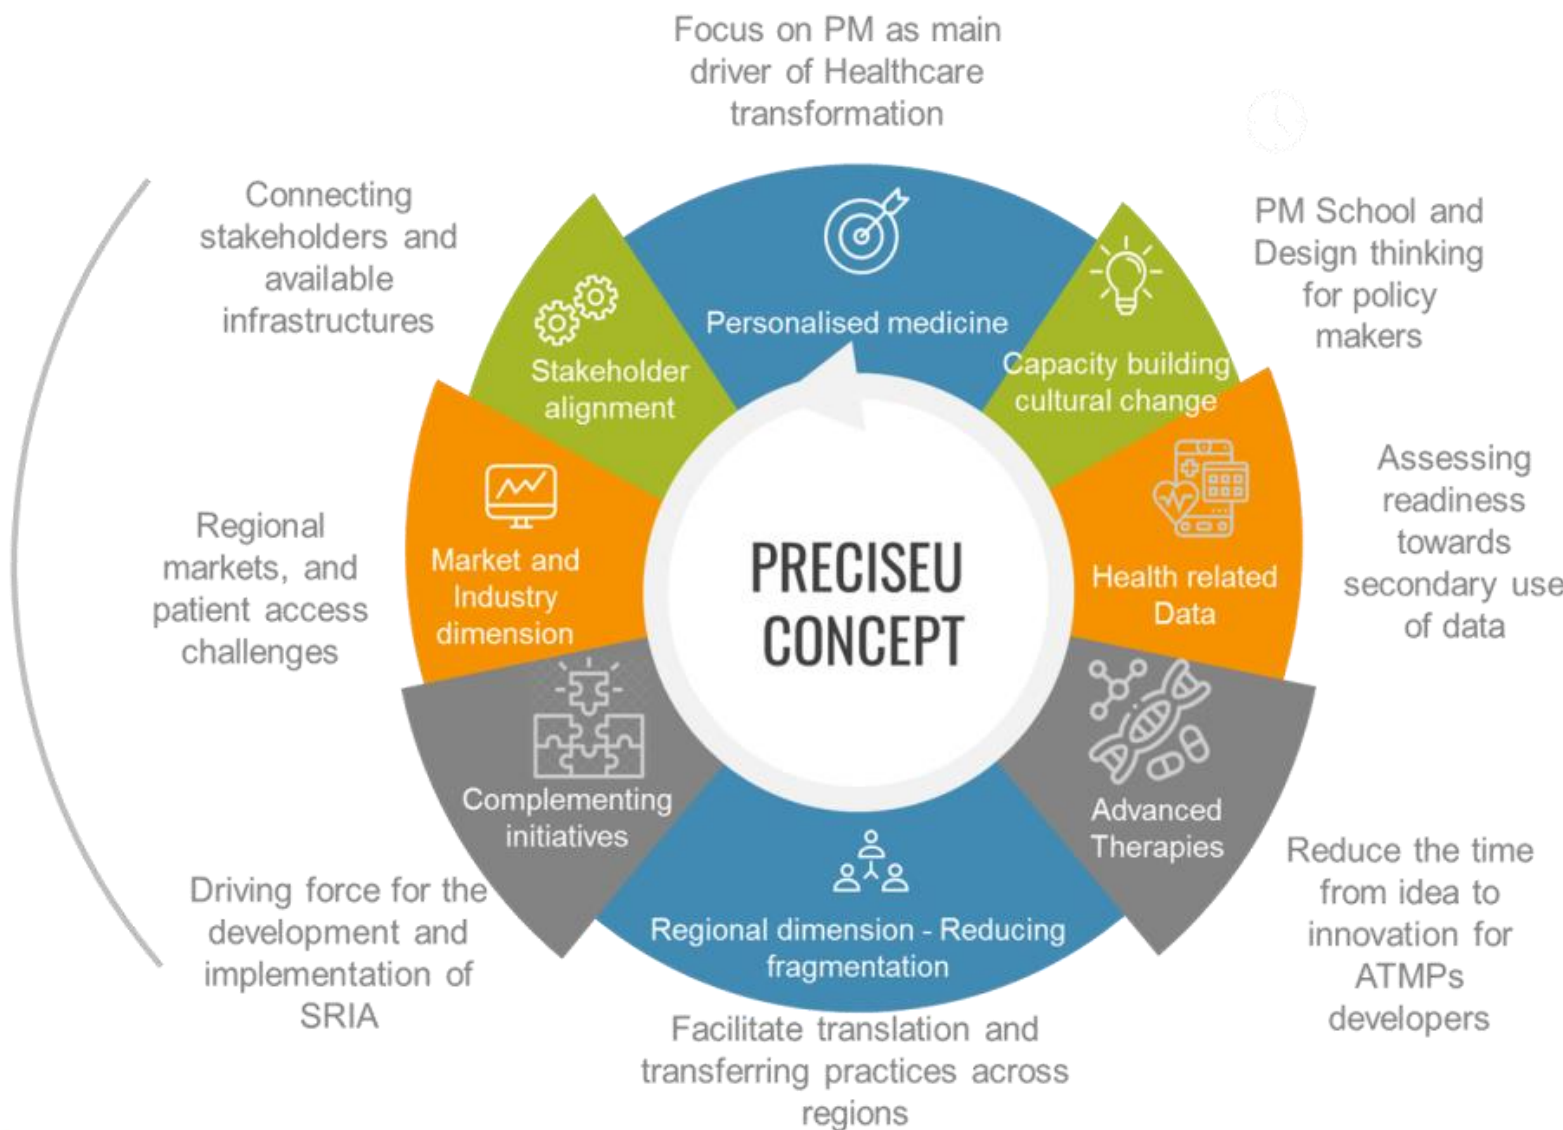 Focus on PM as main
driver of Healthcare
transformation
Connecting
stakeholders and
available
infrastructures
PM School and
Design thinking
for policy
makers
Personalised medicine
Stakeholder
alignment
Capacity building
cultural change
Market and
Industry
dimension
Health related
Data
PRECISEU
CONCEPT
Regional
markets, and
patient access
challenges
Assessing
readiness
towards
secondary use
of data
Complementing
initiatives
Advanced
Therapies
Regional dimension - Reducing
fragmentation
Driving force for the
development and
implementation of
SRIA
Reduce the time
from idea to
innovation for
ATMPs
developers
Facilitate translation and
transferring practices across
regions